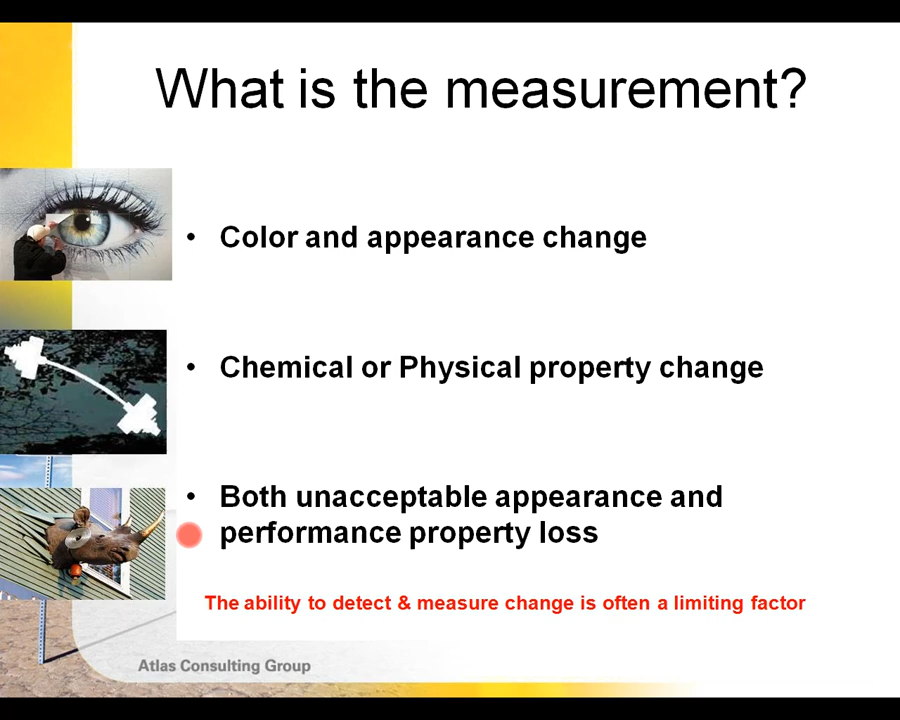 What is the measurement?
• Color and appearance change
• Chemical or Physical property change
• Both unacceptable appearance and
performance property loss
The ability to detect & measure change is often a limiting factor
Atlas Consulting Group